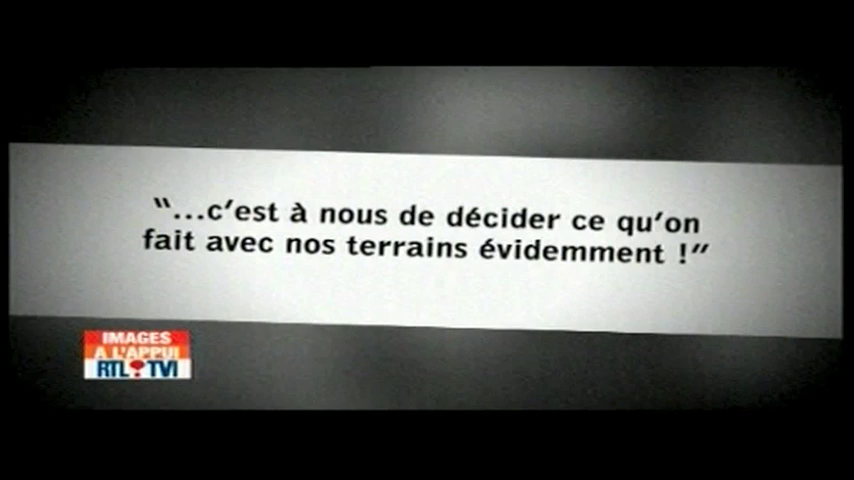 “...c’est à nous de décider ce qu’on
fait avec nos terrains évidemment !”
IMAGES
A L'APPUI
RTL TVI